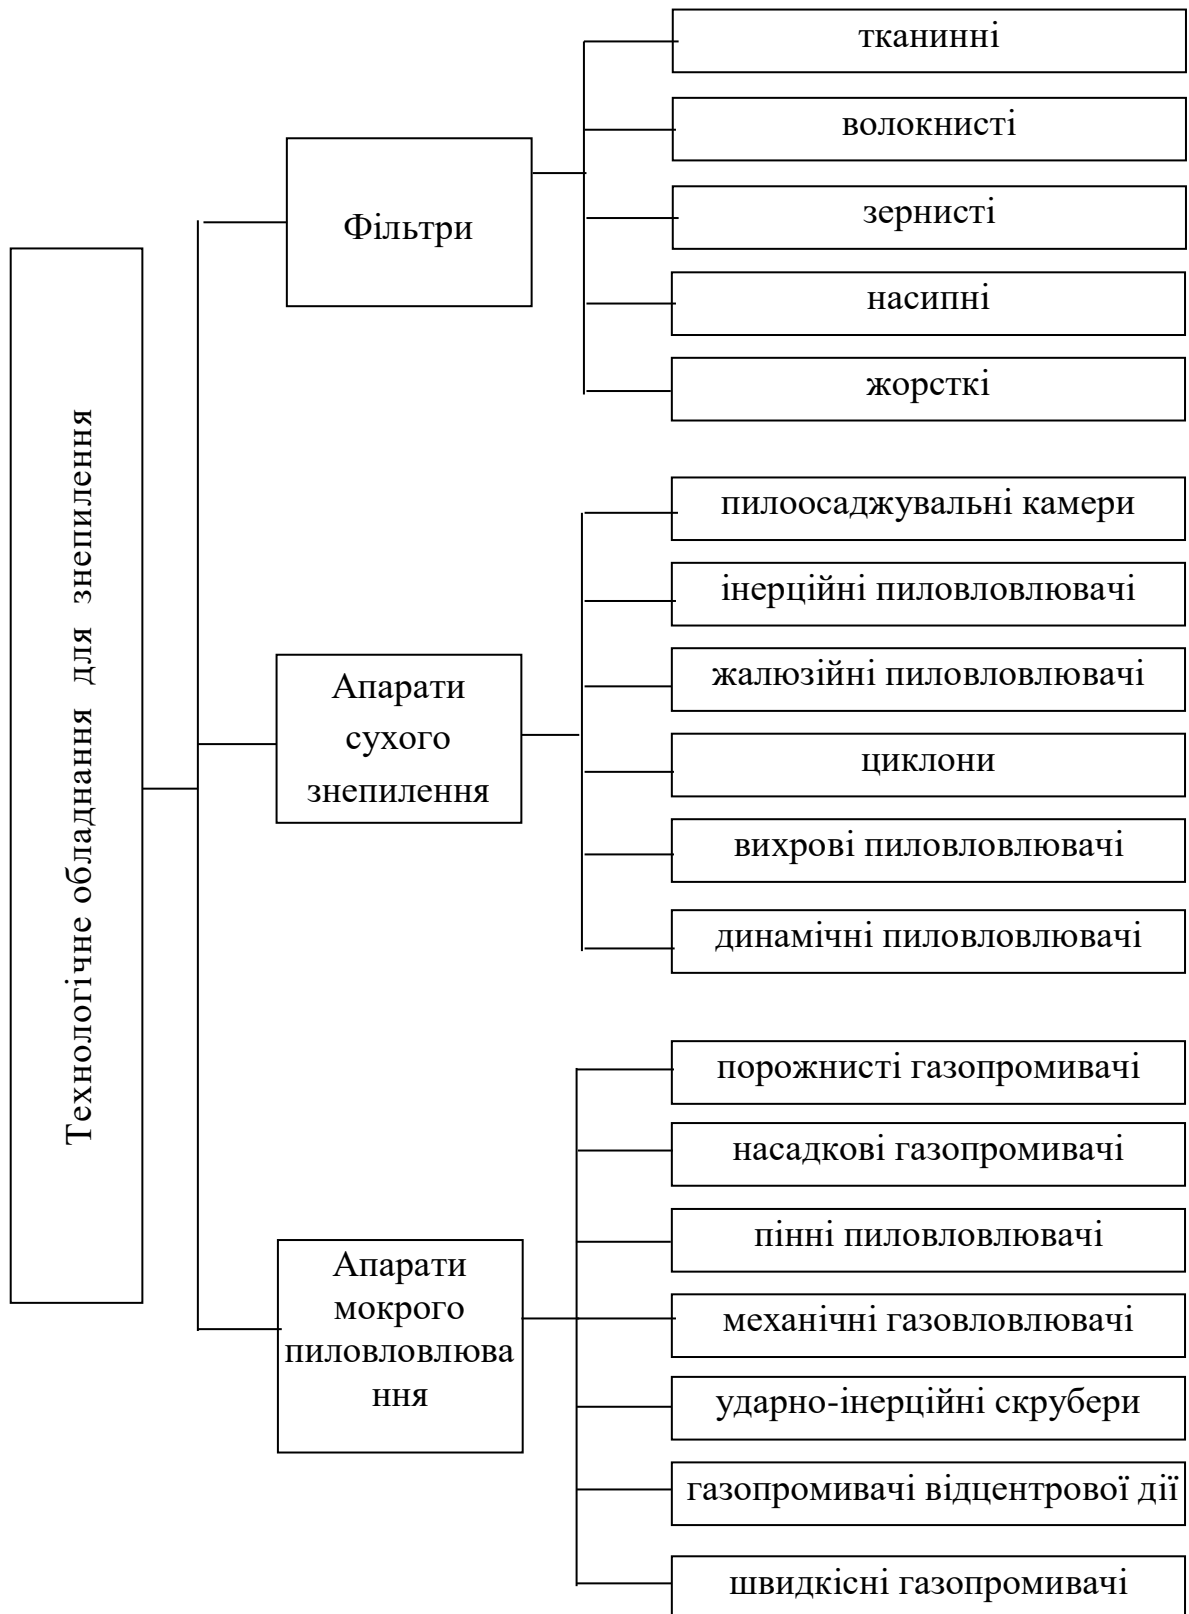 Технологічне обладнання для знепилення
Фільтри
тканинні
волокнисті
зернисті
насипні
жорсткі
Апарати
сухого
знепилення
пилоосаджувальні камери
інерційні пиловловлювачі
жалюзійні пиловловлювачі
циклони
вихрові пиловловлювачі
динамічні пиловловлювачі
Апарати
мокрого
пиловловлюва
ння
порожнисті газопромивачі
насадкові газопромивачі
пінні пиловловлювачі
механічні газовловлювачі
ударно-інерційні скрубери
газопромивачі відцентрової дії
швидкісні газопромивачі